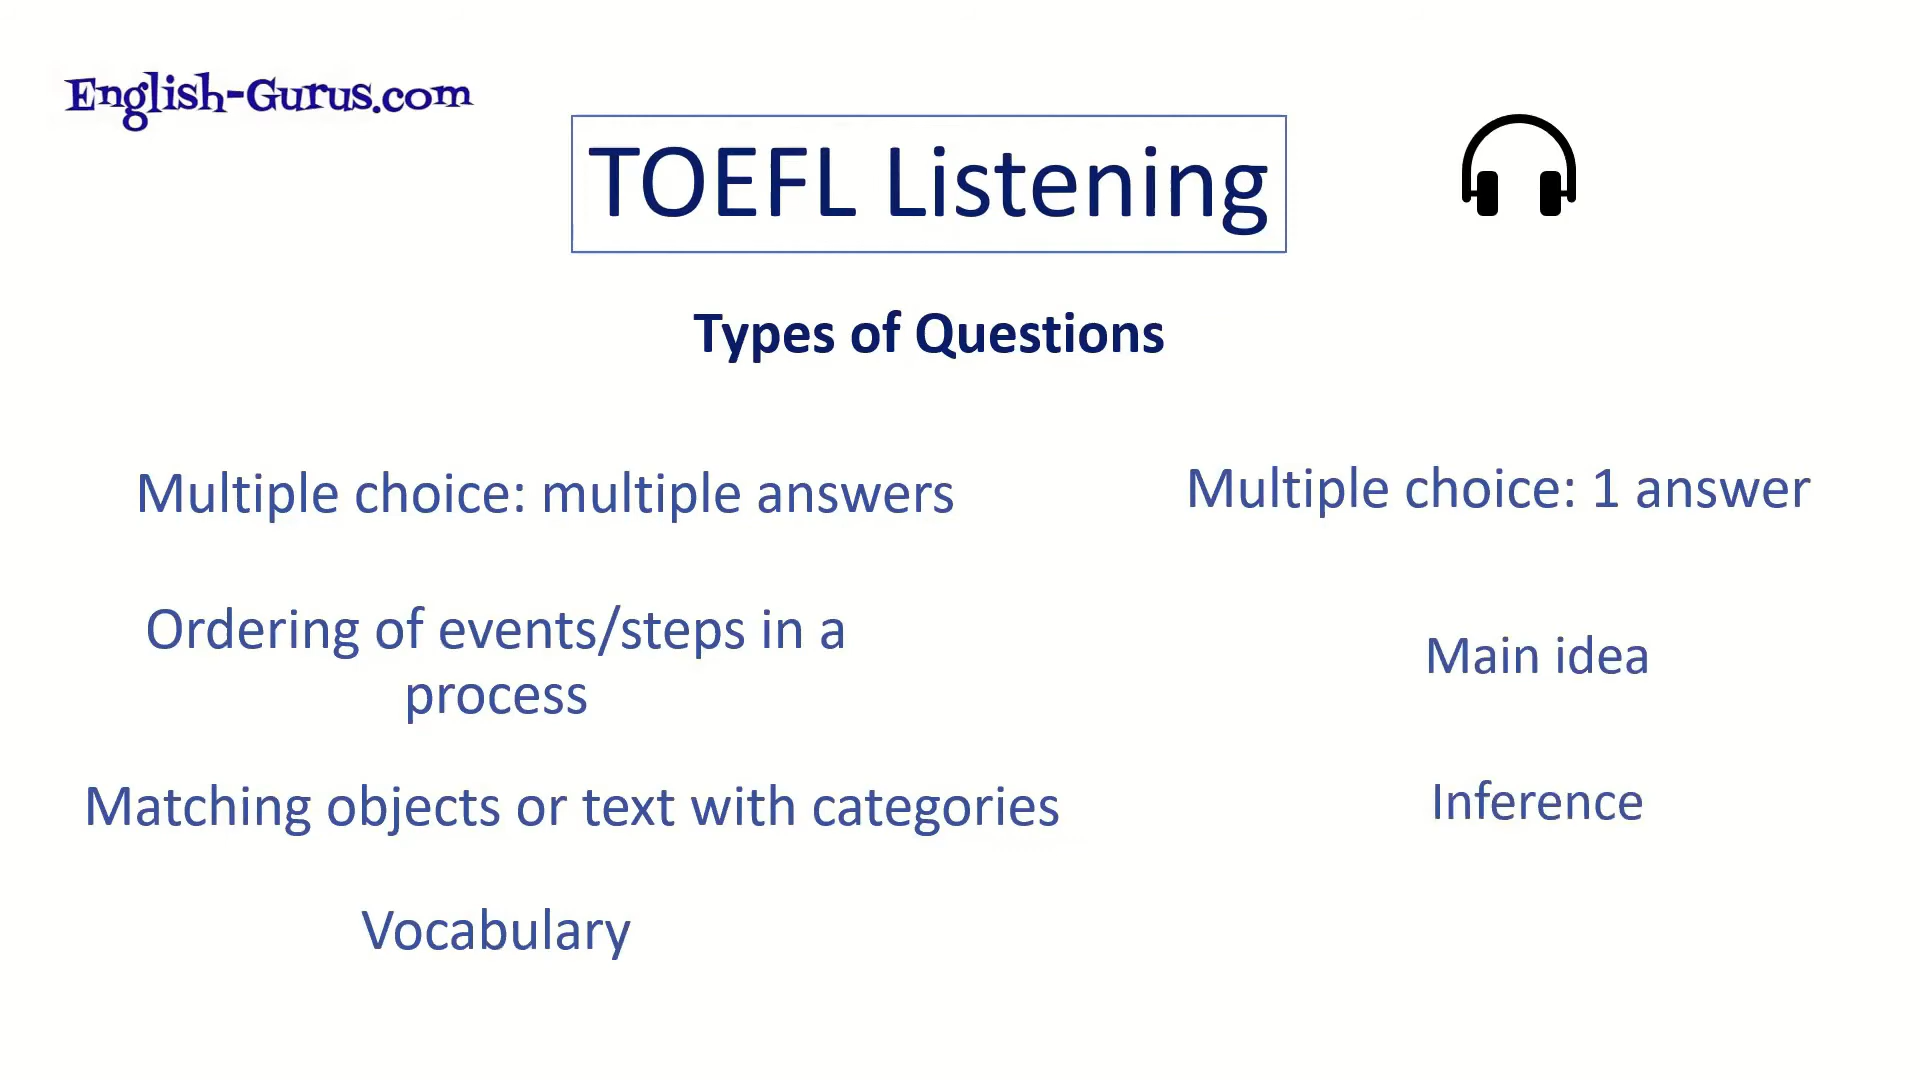 English-Gurus.com
TOEFL Listening
Types of Questions
Multiple choice: multiple answers
Multiple choice: 1 answer
Ordering of events/steps in a
process
Main idea
Matching objects or text with categories
Inference
Vocabulary